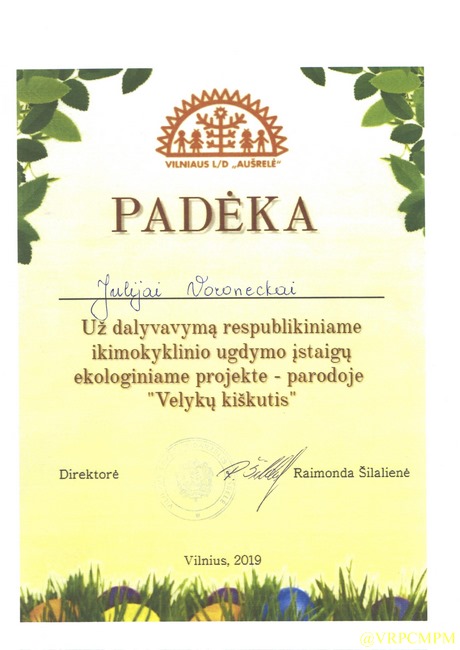 VILNIAUS L/D „AUŠRELĖ"
PADĖKA
Julijai Voroneckai
Už dalyvavymą respublikiniame
ikimokyklinio ugdymo įstaigų
ekologiniame projekte - parodoje
"Velykų kiškutis"
Direktorė
Raimonda Šilalienė
Vilnius, 2019
@VRPCMPM